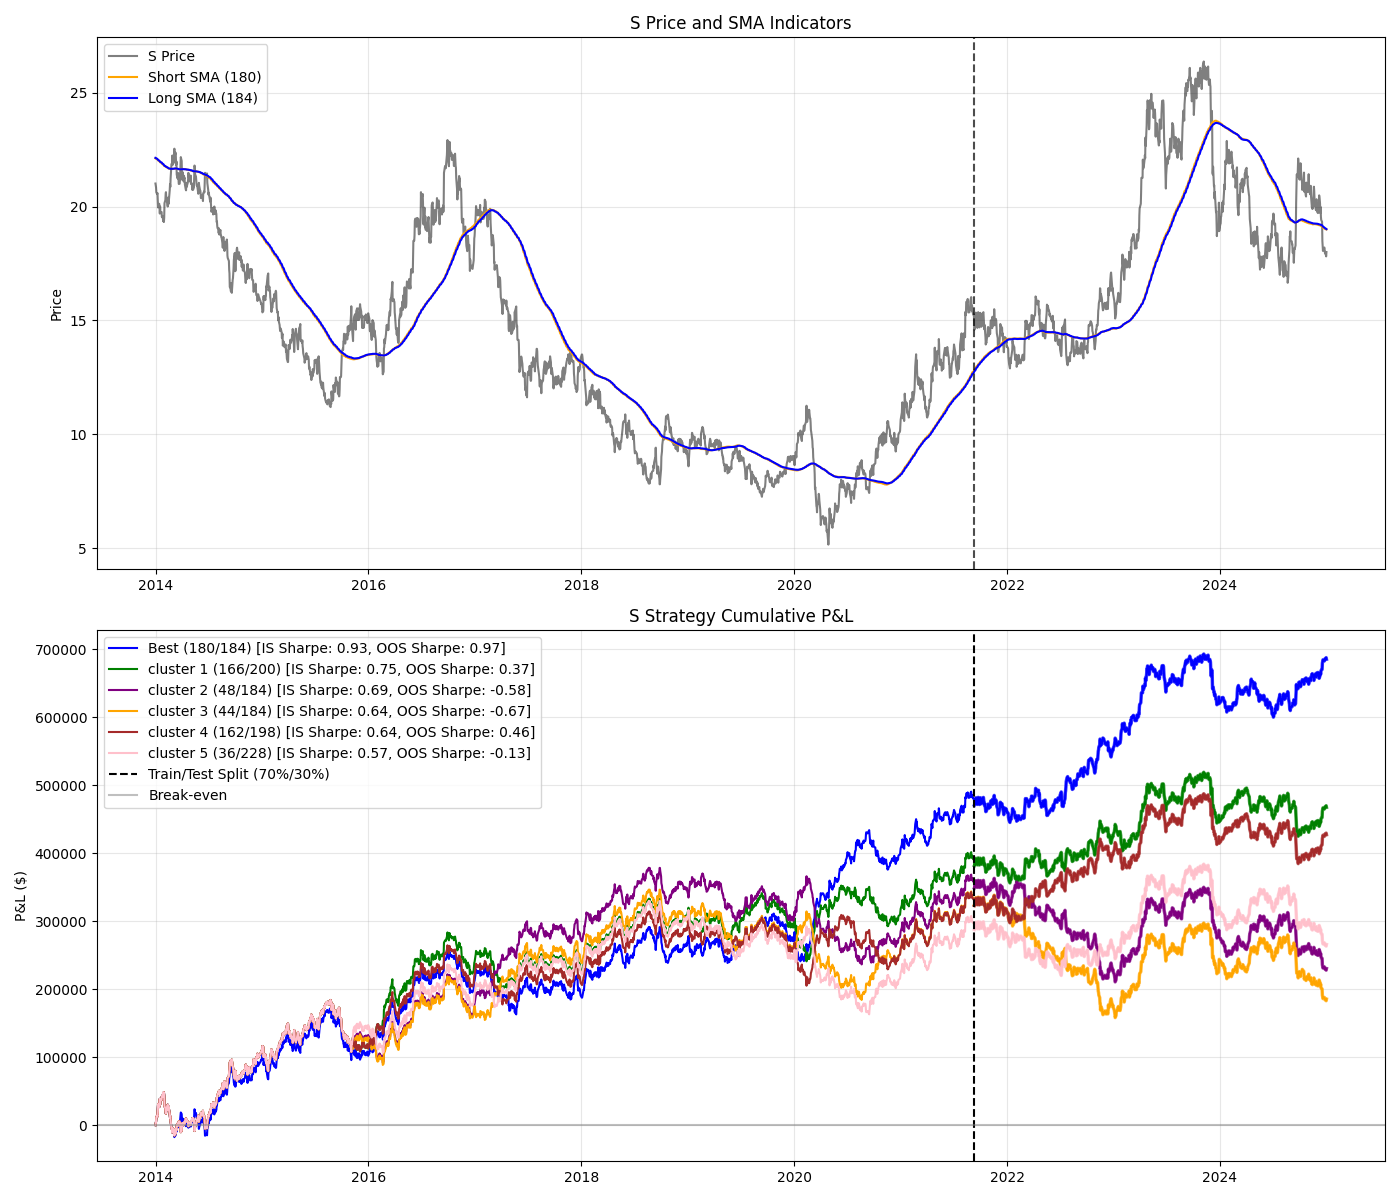 S Price and SMA Indicators
S Price
Short SMA (180)
Long SMA (184)
Price
25
20
15
10
5
2014 2016 2018 2020 2022 2024
S Strategy Cumulative P&L
Best (180/184) [IS Sharpe: 0.93, OOS Sharpe: 0.97]
cluster 1 (166/200) [IS Sharpe: 0.75, OOS Sharpe: 0.37]
cluster 2 (48/184) [IS Sharpe: 0.69, OOS Sharpe: -0.58]
cluster 3 (44/184) [IS Sharpe: 0.64, OOS Sharpe: -0.67]
cluster 4 (162/198) [IS Sharpe: 0.64, OOS Sharpe: 0.46]
cluster 5 (36/228) [IS Sharpe: 0.57, OOS Sharpe: -0.13]
Train/Test Split (70%/30%)
Break-even
P&L ($)
700000
600000
500000
400000
300000
200000
100000
0
2014 2016 2018 2020 2022 2024